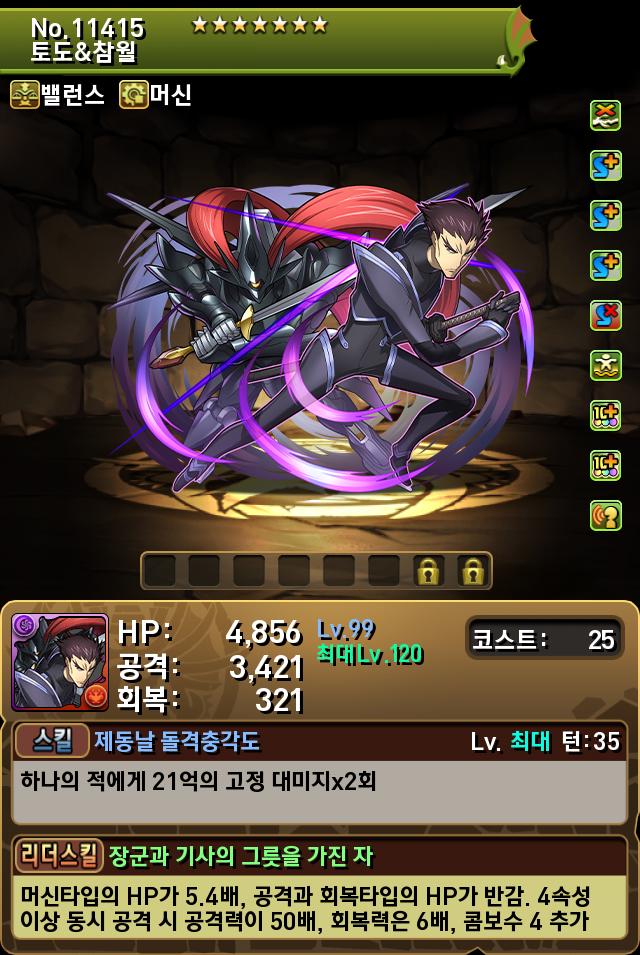 No.11415
토도&참월
밸런스 머신
HP: 4,856 Lv.99
최대Lv.120
공격: 3,421
회복: 321
코스트: 25
스킬 제동날 돌격충각도 Lv. 최대 턴:35
하나의 적에게 21억의 고정 대미지x2회
리더스킬 장군과 기사의 그릇을 가진 자
머신타입의 HP가 5.4배, 공격과 회복타입의 HP가 반감. 4속성
이상 동시 공격 시 공격력이 50배, 회복력은 6배, 콤보수 4 추가